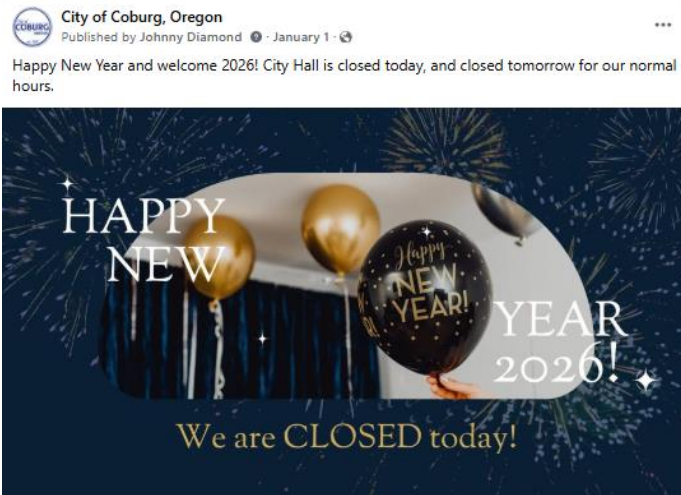 City of Coburg, Oregon
Published by Johnny Diamond · January 1 ·
Happy New Year and welcome 2026! City Hall is closed today, and closed tomorrow for our normal
hours.
HAPPY
NEW
Happy
NEW
YEAR!
YEAR
2026!
We are CLOSED today!